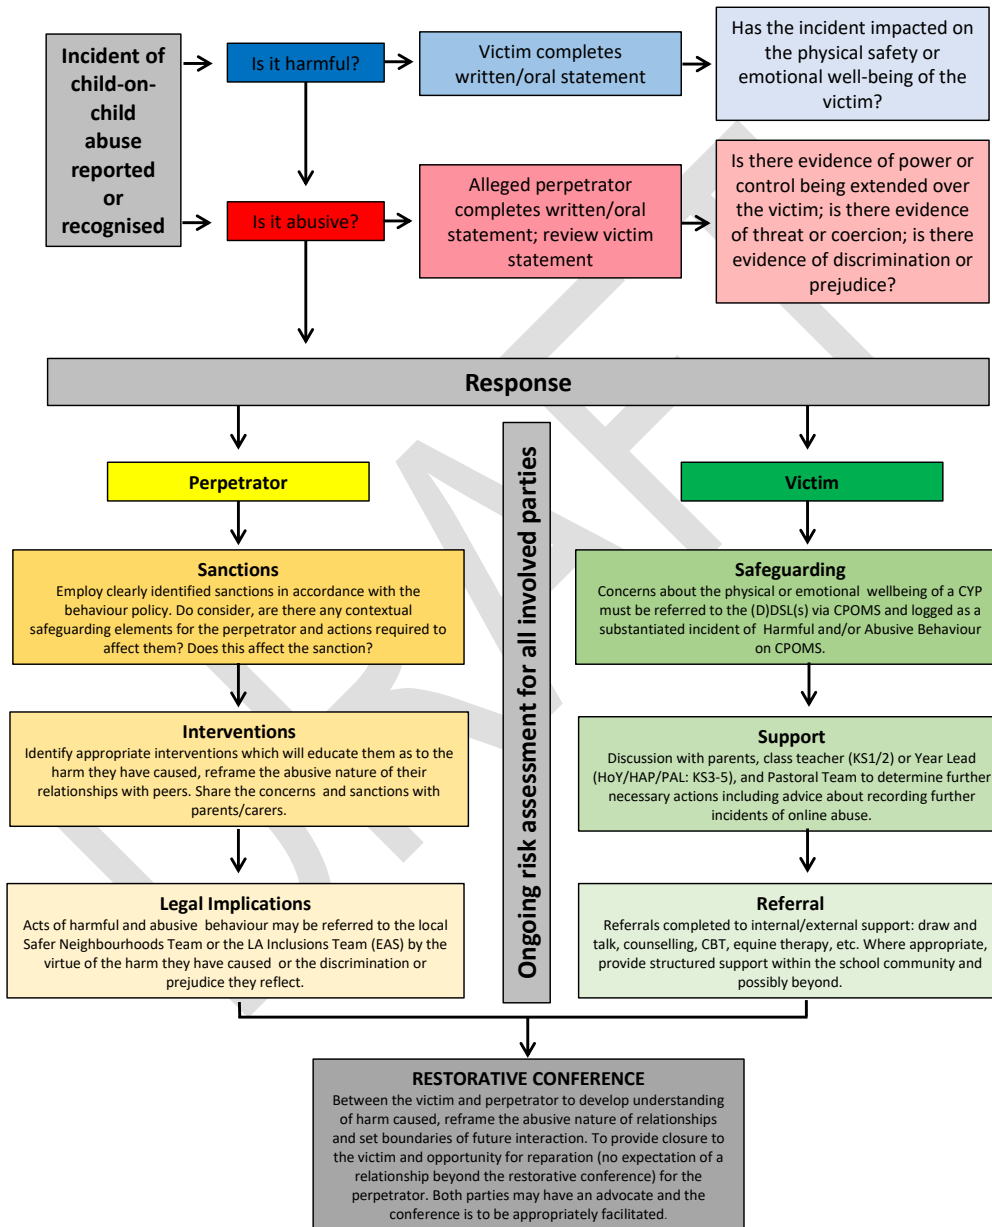 Incident of
child-on-
child
abuse
reported
or
recognised
Is it harmful?
Victim completes
written/oral statement
Has the incident impacted on
the physical safety or
emotional well-being of the
victim?
Is it abusive?
Alleged perpetrator
completes written/oral
statement; review victim
statement
Is there evidence of power or
control being extended over
the victim; is there evidence
of threat or coercion; is there
evidence of discrimination or
prejudice?
Response
Perpetrator
Sanctions
Employ clearly identified sanctions in accordance with the
behaviour policy. Do consider, are there any contextual
safeguarding elements for the perpetrator and actions required to
affect them? Does this affect the sanction?
Interventions
Identify appropriate interventions which will educate them as to the
harm they have caused, reframe the abusive nature of their
relationships with peers. Share the concerns and sanctions with
parents/carers.
Legal Implications
Acts of harmful and abusive behaviour may be referred to the local
Safer Neighbourhoods Team or the LA Inclusions Team (EAS) by the
virtue of the harm they have caused or the discrimination or
prejudice they reflect.
Ongoing risk assessment for all involved parties
Victim
Safeguarding
Concerns about the physical or emotional wellbeing of a CYP
must be referred to the (D)DSL(s) via CPOMS and logged as a
substantiated incident of Harmful and/or Abusive Behaviour
on CPOMS.
Support
Discussion with parents, class teacher (KS1/2) or Year Lead
(HoY/HAP/PAL: KS3-5), and Pastoral Team to determine further
necessary actions including advice about recording further
incidents of online abuse.
Referral
Referrals completed to internal/external support: draw and
talk, counselling, CBT, equine therapy, etc. Where appropriate,
provide structured support within the school community and
possibly beyond.
RESTORATIVE CONFERENCE
Between the victim and perpetrator to develop understanding
of harm caused, reframe the abusive nature of relationships
and set boundaries of future interaction. To provide closure to
the victim and opportunity for reparation (no expectation of a
relationship beyond the restorative conference) for the
perpetrator. Both parties may have an advocate and the
conference is to be appropriately facilitated.
DRAFT